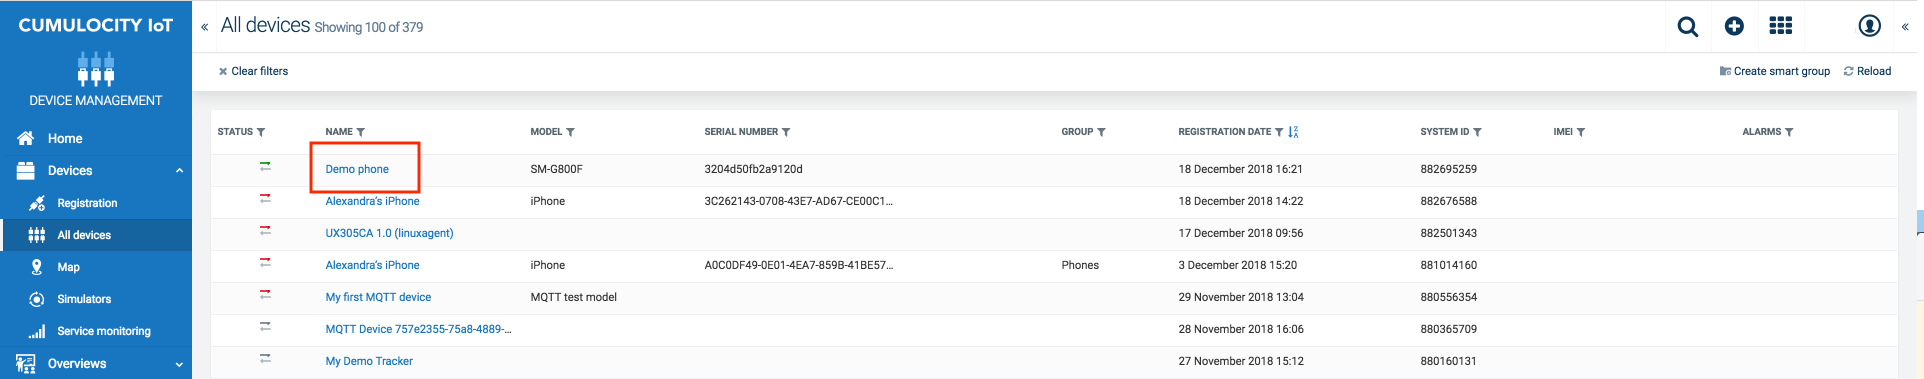 CUMULOCITY IoT
DEVICE MANAGEMENT
Home
Devices
Registration
All devices
Map
Simulators
Service monitoring
Overviews
« All devices Showing 100 of 379 «
Clear filters Create smart group Reload
STATUS NAME MODEL SERIAL NUMBER GROUP REGISTRATION DATE SYSTEM ID IMEI ALARMS
Demo phone SM-G800F 3204d50fb2a9120d 18 December 2018 16:21 882695259
Alexandra's iPhone iPhone 3C262143-0708-43E7-AD67-CE00C1... 18 December 2018 14:22 882676588
UX305CA 1.0 (linuxagent) 17 December 2018 09:56 882501343
Alexandra's iPhone iPhone A0C0DF49-0E01-4EA7-859B-41BE57... Phones 3 December 2018 15:20 881014160
My first MQTT device MQTT test model 29 November 2018 13:04 880556354
MQTT Device 757e2355-75a8-4889-... 28 November 2018 16:06 880365709
My Demo Tracker 27 November 2018 15:12 880160131